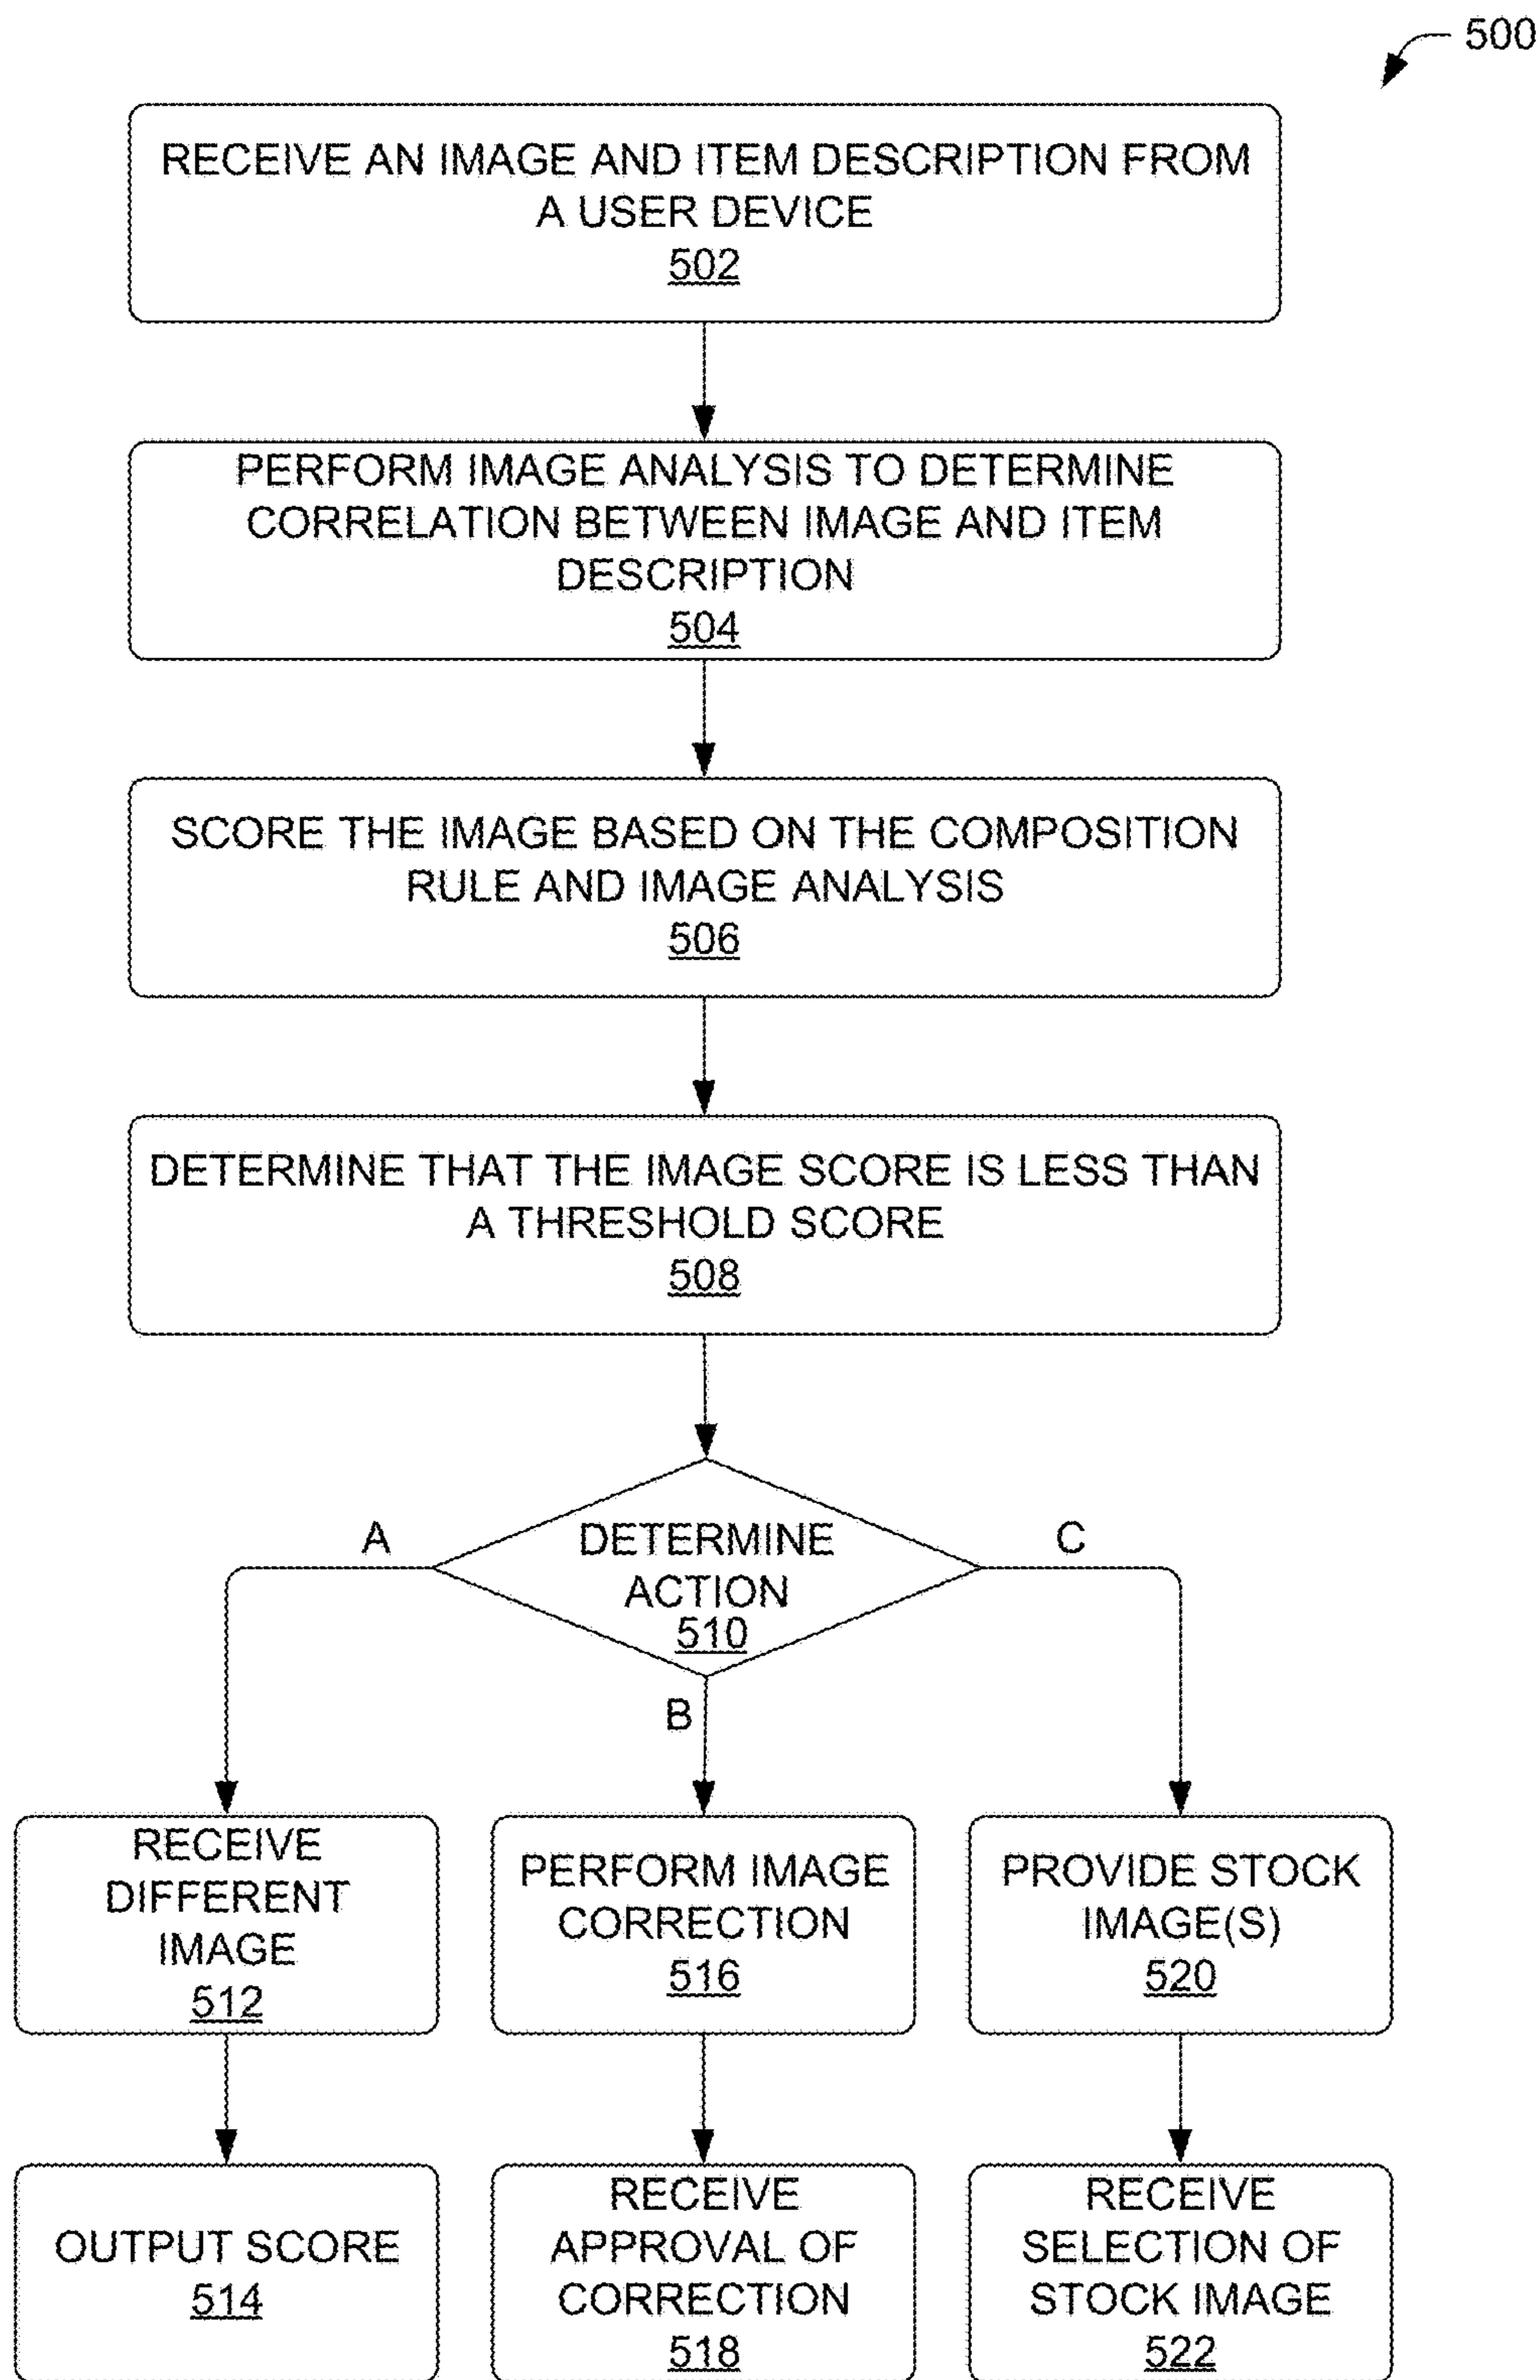 500
RECEIVE AN IMAGE AND ITEM DESCRIPTION FROM
A USER DEVICE
502
PERFORM IMAGE ANALYSIS TO DETERMINE
CORRELATION BETWEEN IMAGE AND ITEM
DESCRIPTION
504
SCORE THE IMAGE BASED ON THE COMPOSITION
RULE AND IMAGE ANALYSIS
506
DETERMINE THAT THE IMAGE SCORE IS LESS THAN
A THRESHOLD SCORE
508
DETERMINE
ACTION
510
A
B
C
RECEIVE
DIFFERENT
IMAGE
512
PERFORM IMAGE
CORRECTION
516
PROVIDE STOCK
IMAGE(S)
520
OUTPUT SCORE
514
RECEIVE
APPROVAL OF
CORRECTION
518
RECEIVE
SELECTION OF
STOCK IMAGE
522